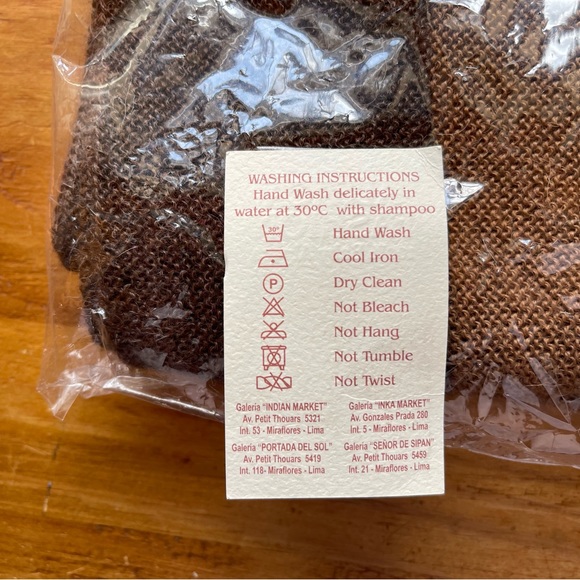 WASHING INSTRUCTIONS
Hand Wash delicately in
water at 30ºC with shampoo
30° Hand Wash
Cool Iron
P Dry Clean
Not Bleach
Not Hang
Not Tumble
Not Twist
Galeria "INDIAN MARKET"
Av. Petit Thouars 5321
Int. 53 - Miraflores - Lima
Galeria "INKA MARKET"
Av. Gonzales Prada 280
Int. 5 - Miraflores - Lima
Galeria "PORTADA DEL SOL"
Av. Petit Thouars 5419
Int. 118- Miraflores - Lima
Galeria "SEÑOR DE SIPAN"
Av. Petit Thouars 5459
Int. 21 - Miraflores - Lima